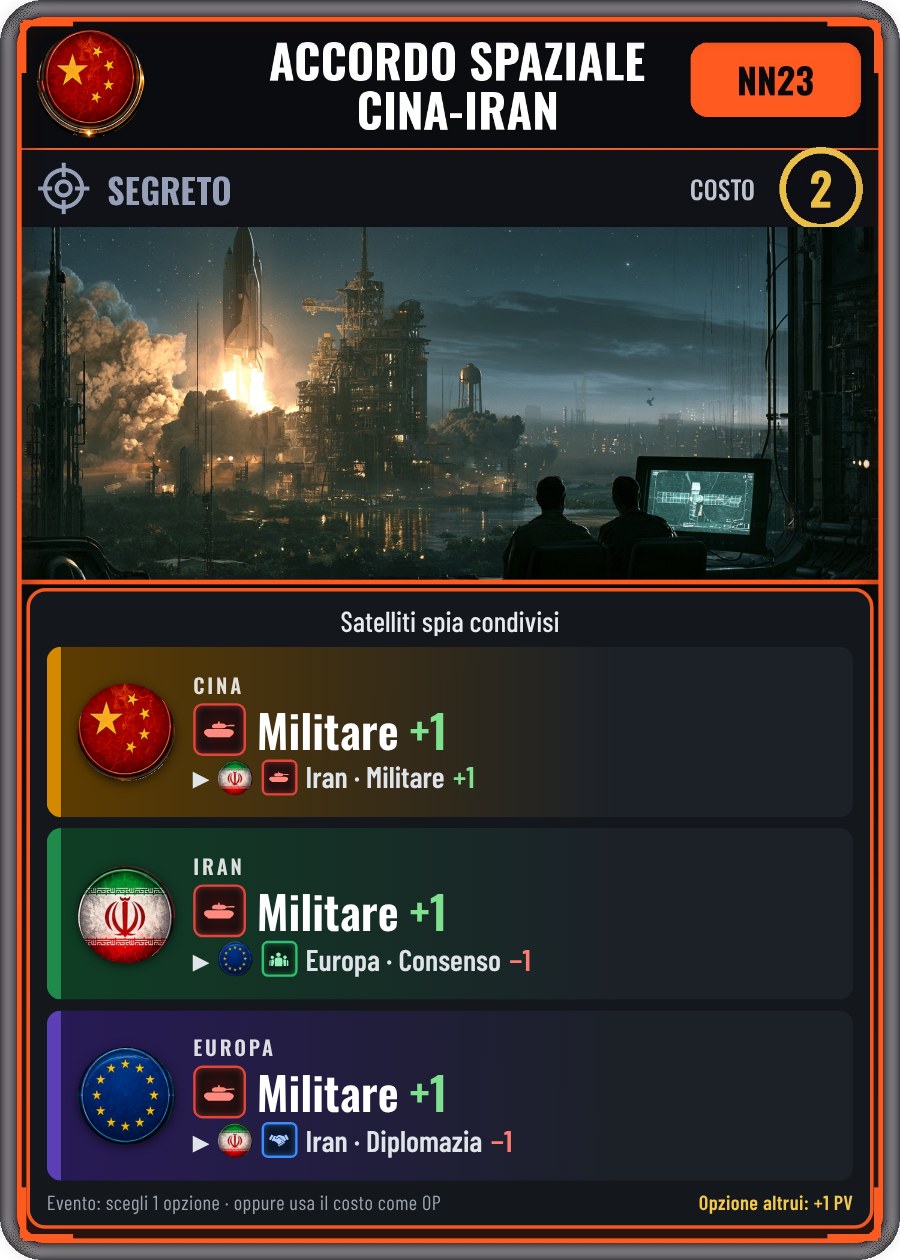 ACCORDO SPAZIALE
CINA-IRAN
NN23
SEGRETO
COSTO
2
Satelliti spia condivisi
CINA
Militare +1
▶ Iran · Militare +1
IRAN
Militare +1
▶ Europa · Consenso −1
EUROPA
Militare +1
▶ Iran · Diplomazia −1
Evento: scegli 1 opzione · oppure usa il costo come OP
Opzione altrui: +1 PV